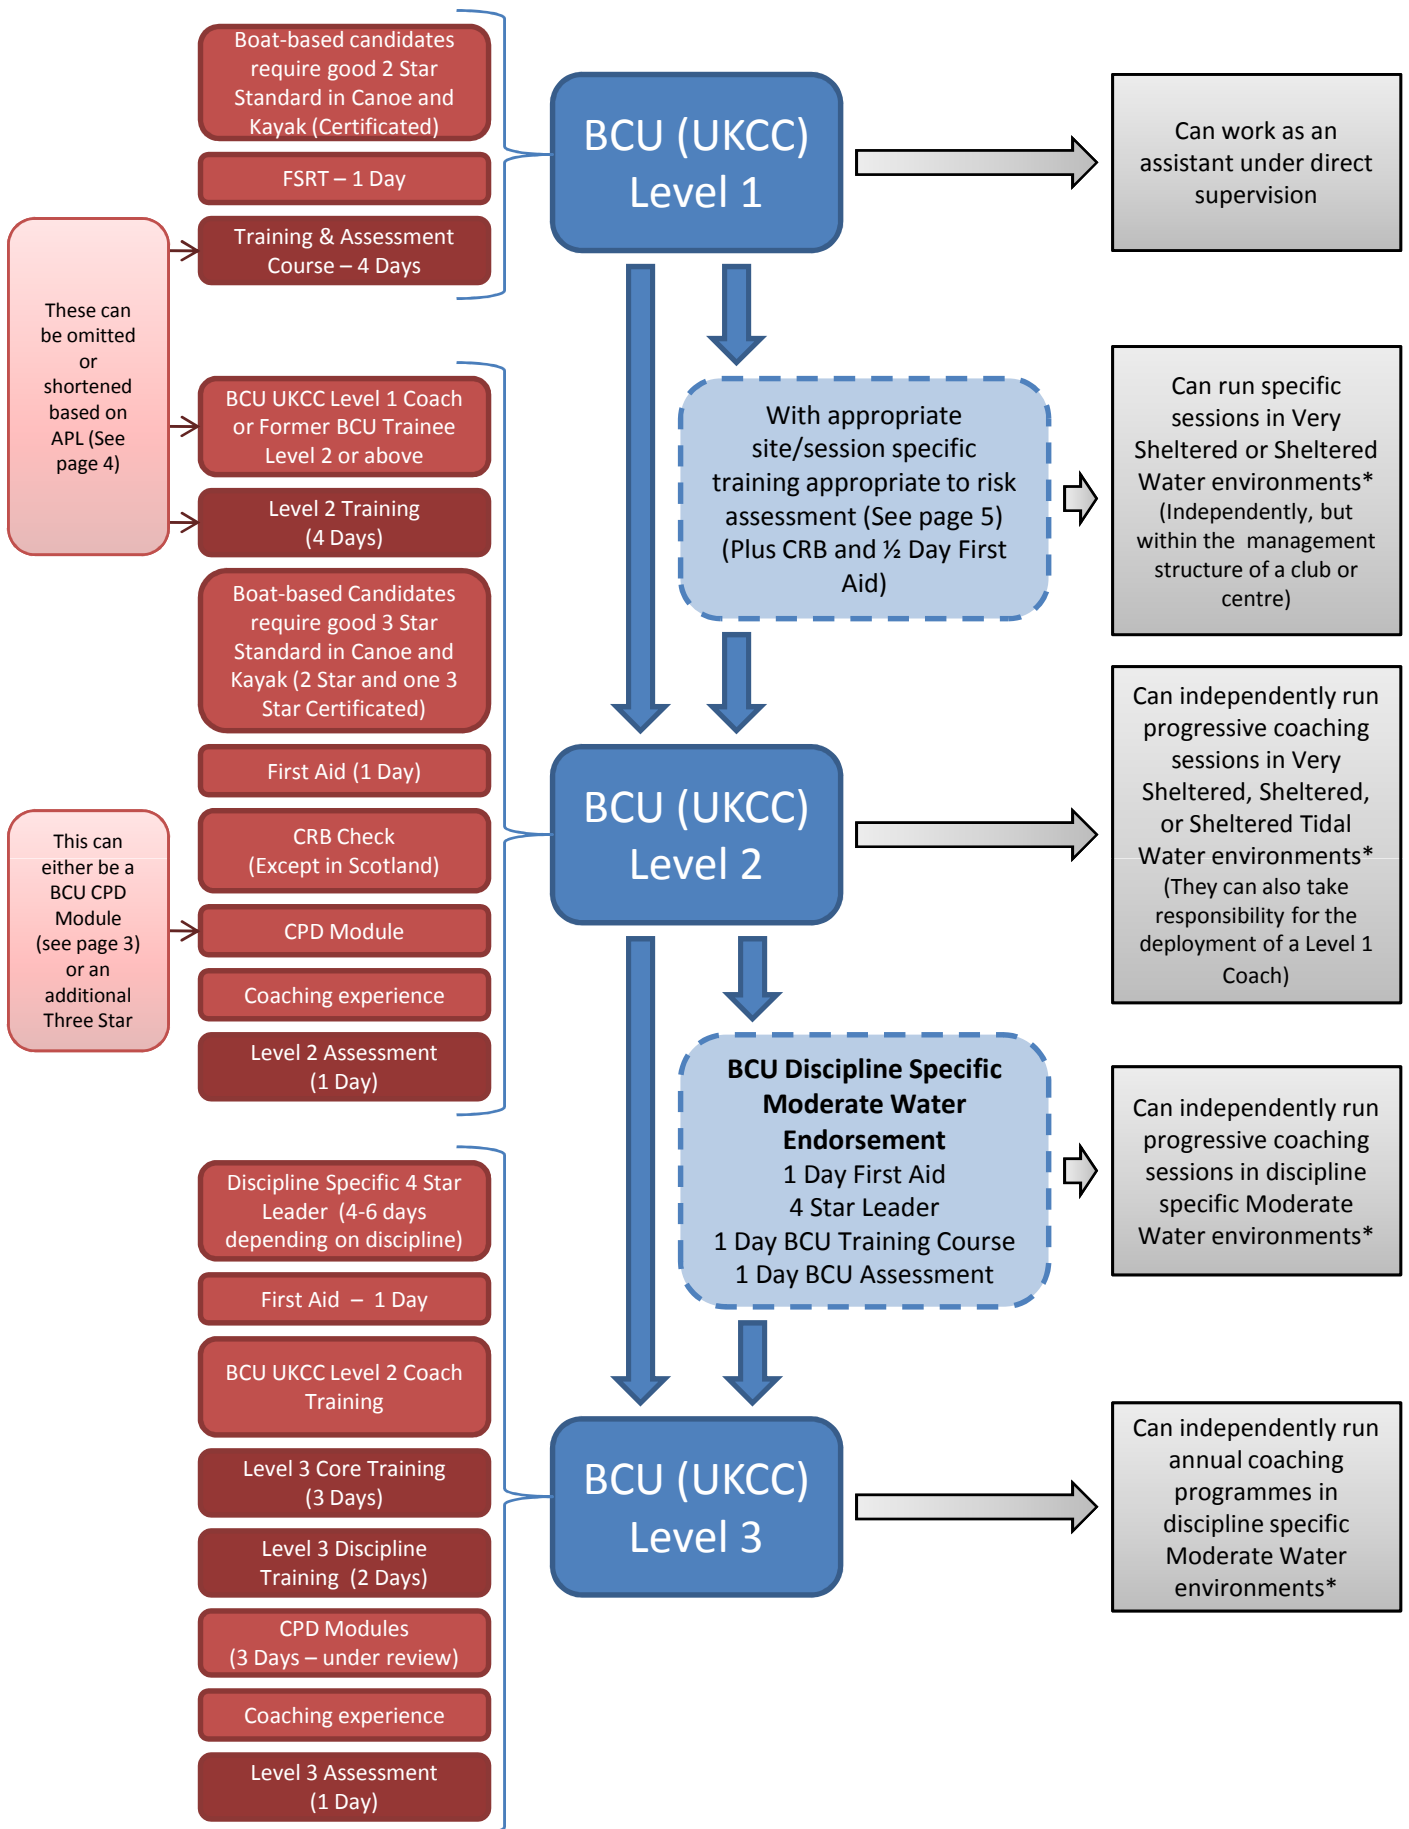 Boat-based candidates
require good 2 Star
Standard in Canoe and
Kayak (Certificated)
FSRT – 1 Day
Training & Assessment
Course – 4 Days
BCU (UKCC)
Level 1
Can work as an
assistant under direct
supervision
These can
be omitted
or
shortened
based on
APL (See
page 4)
BCU UKCC Level 1 Coach
or Former BCU Trainee
Level 2 or above
Level 2 Training
(4 Days)
Boat-based Candidates
require good 3 Star
Standard in Canoe and
Kayak (2 Star and one 3
Star Certificated)
First Aid (1 Day)
CRB Check
(Except in Scotland)
CPD Module
Coaching experience
Level 2 Assessment
(1 Day)
This can
either be a
BCU CPD
Module
(see page 3)
or an
additional
Three Star
With appropriate
site/session specific
training appropriate to risk
assessment (See page 5)
(Plus CRB and ½ Day First
Aid)
Can run specific
sessions in Very
Sheltered or Sheltered
Water environments*
(Independently, but
within the management
structure of a club or
centre)
BCU (UKCC)
Level 2
Can independently run
progressive coaching
sessions in Very
Sheltered, Sheltered,
or Sheltered Tidal
Water environments*
(They can also take
responsibility for the
deployment of a Level 1
Coach)
BCU Discipline Specific
Moderate Water
Endorsement
1 Day First Aid
4 Star Leader
1 Day BCU Training Course
1 Day BCU Assessment
Can independently run
progressive coaching
sessions in discipline
specific Moderate
Water environments*
Discipline Specific 4 Star
Leader (4-6 days
depending on discipline)
First Aid – 1 Day
BCU UKCC Level 2 Coach
Training
Level 3 Core Training
(3 Days)
Level 3 Discipline
Training (2 Days)
CPD Modules
(3 Days – under review)
Coaching experience
Level 3 Assessment
(1 Day)
BCU (UKCC)
Level 3
Can independently run
annual coaching
programmes in
discipline specific
Moderate Water
environments*